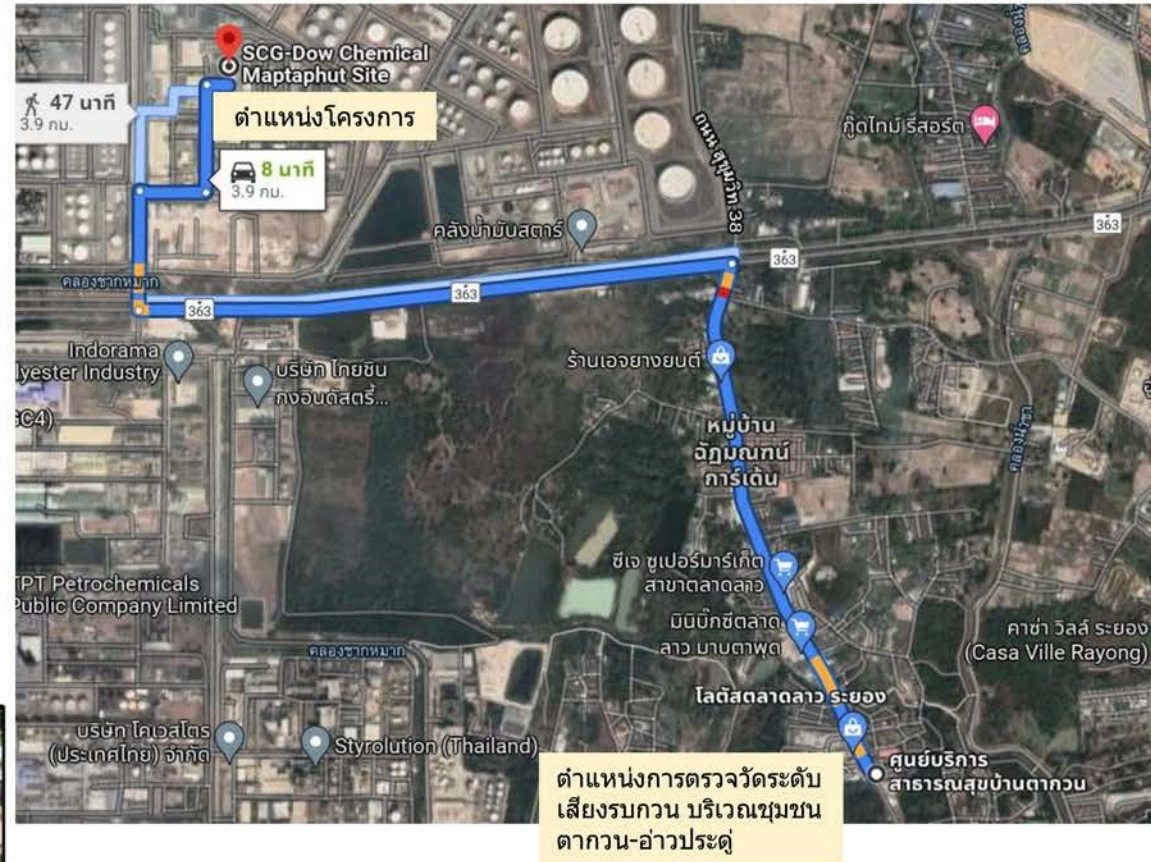 SCG-Dow Chemical
Maptaphut Site
47 นาที
3.9 กม.
ตำแหน่งโครงการ
8 นาที
3.9 กม.
กู๊ดไทม์ รีสอร์ต
ถนน สุขุมวิท 38
คลังน้ำมันสตาร์
363
363
363
363
คลองชากหมาก
Indorama
lyester Industry
บริษัท ไทยชิน
กงอินดัสตรี้...
GC4)
ร้านเอจยางยนต์
หมู่บ้าน
ฉัฏมณฑน์
การ์เด้น
คลองน้ำชา
ซีเจ ซูเปอร์มาร์เก็ต
สาขาตลาดลาว
TPT Petrochemicals
Public Company Limited
มินิบิ๊กซีตลาด
ลาว มาบตาพุด
คาซ่า วิลล์ ระยอง
(Casa Ville Rayong)
คลองชากหมาก
โลตัสตลาดลาว ระยอง
บริษัท โคเวสโตร
(ประเทศไทย) จำกัด
Styrolution (Thailand)
ศูนย์บริการ
สาธารณสุขบ้านตากวน
ตำแหน่งการตรวจวัดระดับ
เสียงรบกวน บริเวณชุมชน
ตากวน-อ่าวประดู่